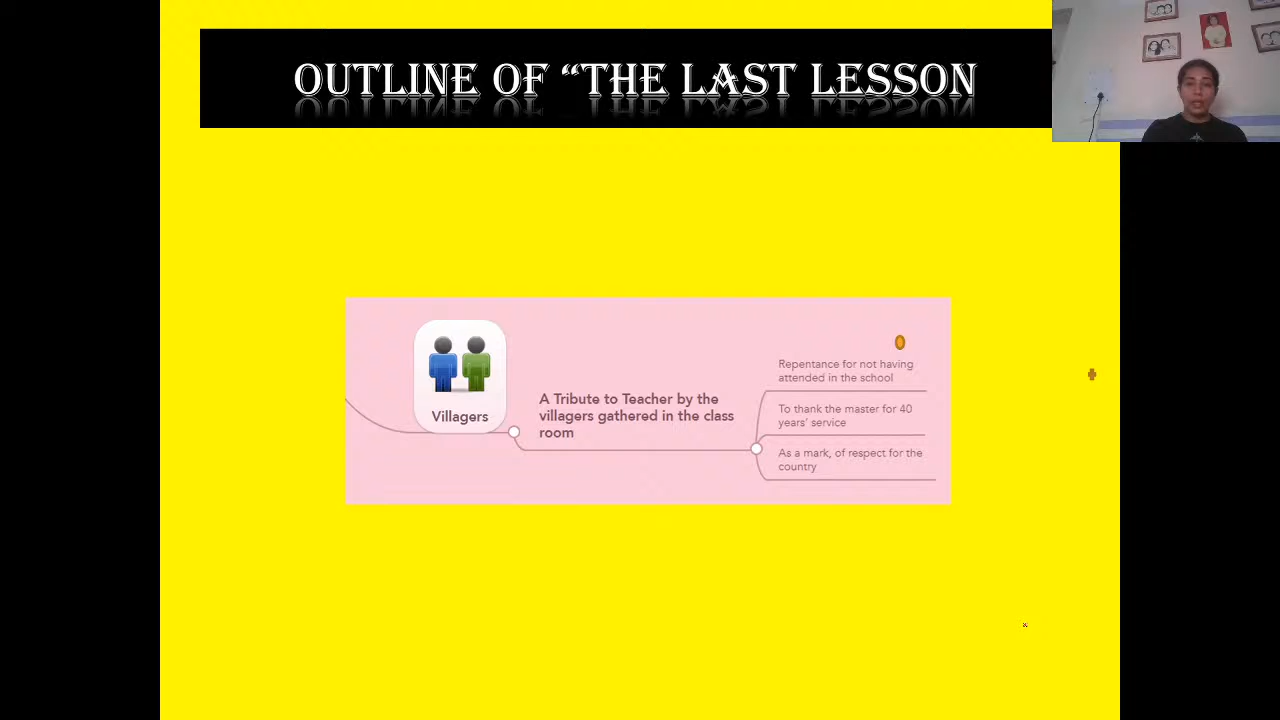 OUTLINE OF “THE LAST LESSON
Villagers
A Tribute to Teacher by the
villagers gathered in the class
room
Repentance for not having
attended in the school
To thank the master for 40
years’ service
As a mark, of respect for the
country